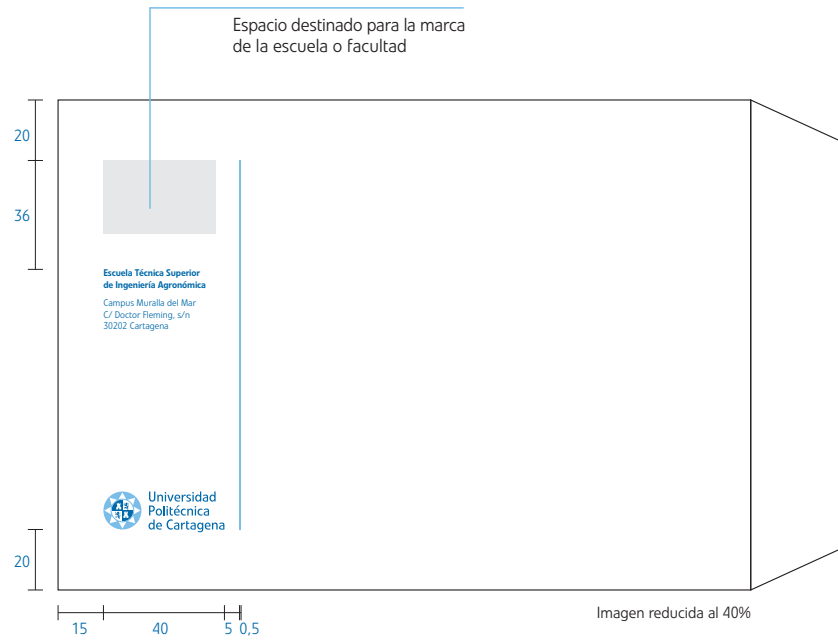 Espacio destinado para la marca
de la escuela o facultad
20
36
Escuela Técnica Superior
de Ingeniería Agronómica
Campus Muralla del Mar
C/ Doctor Fleming, s/n
30202 Cartagena
Universidad
Politécnica
de Cartagena
20
15 40 5 0,5
Imagen reducida al 40%